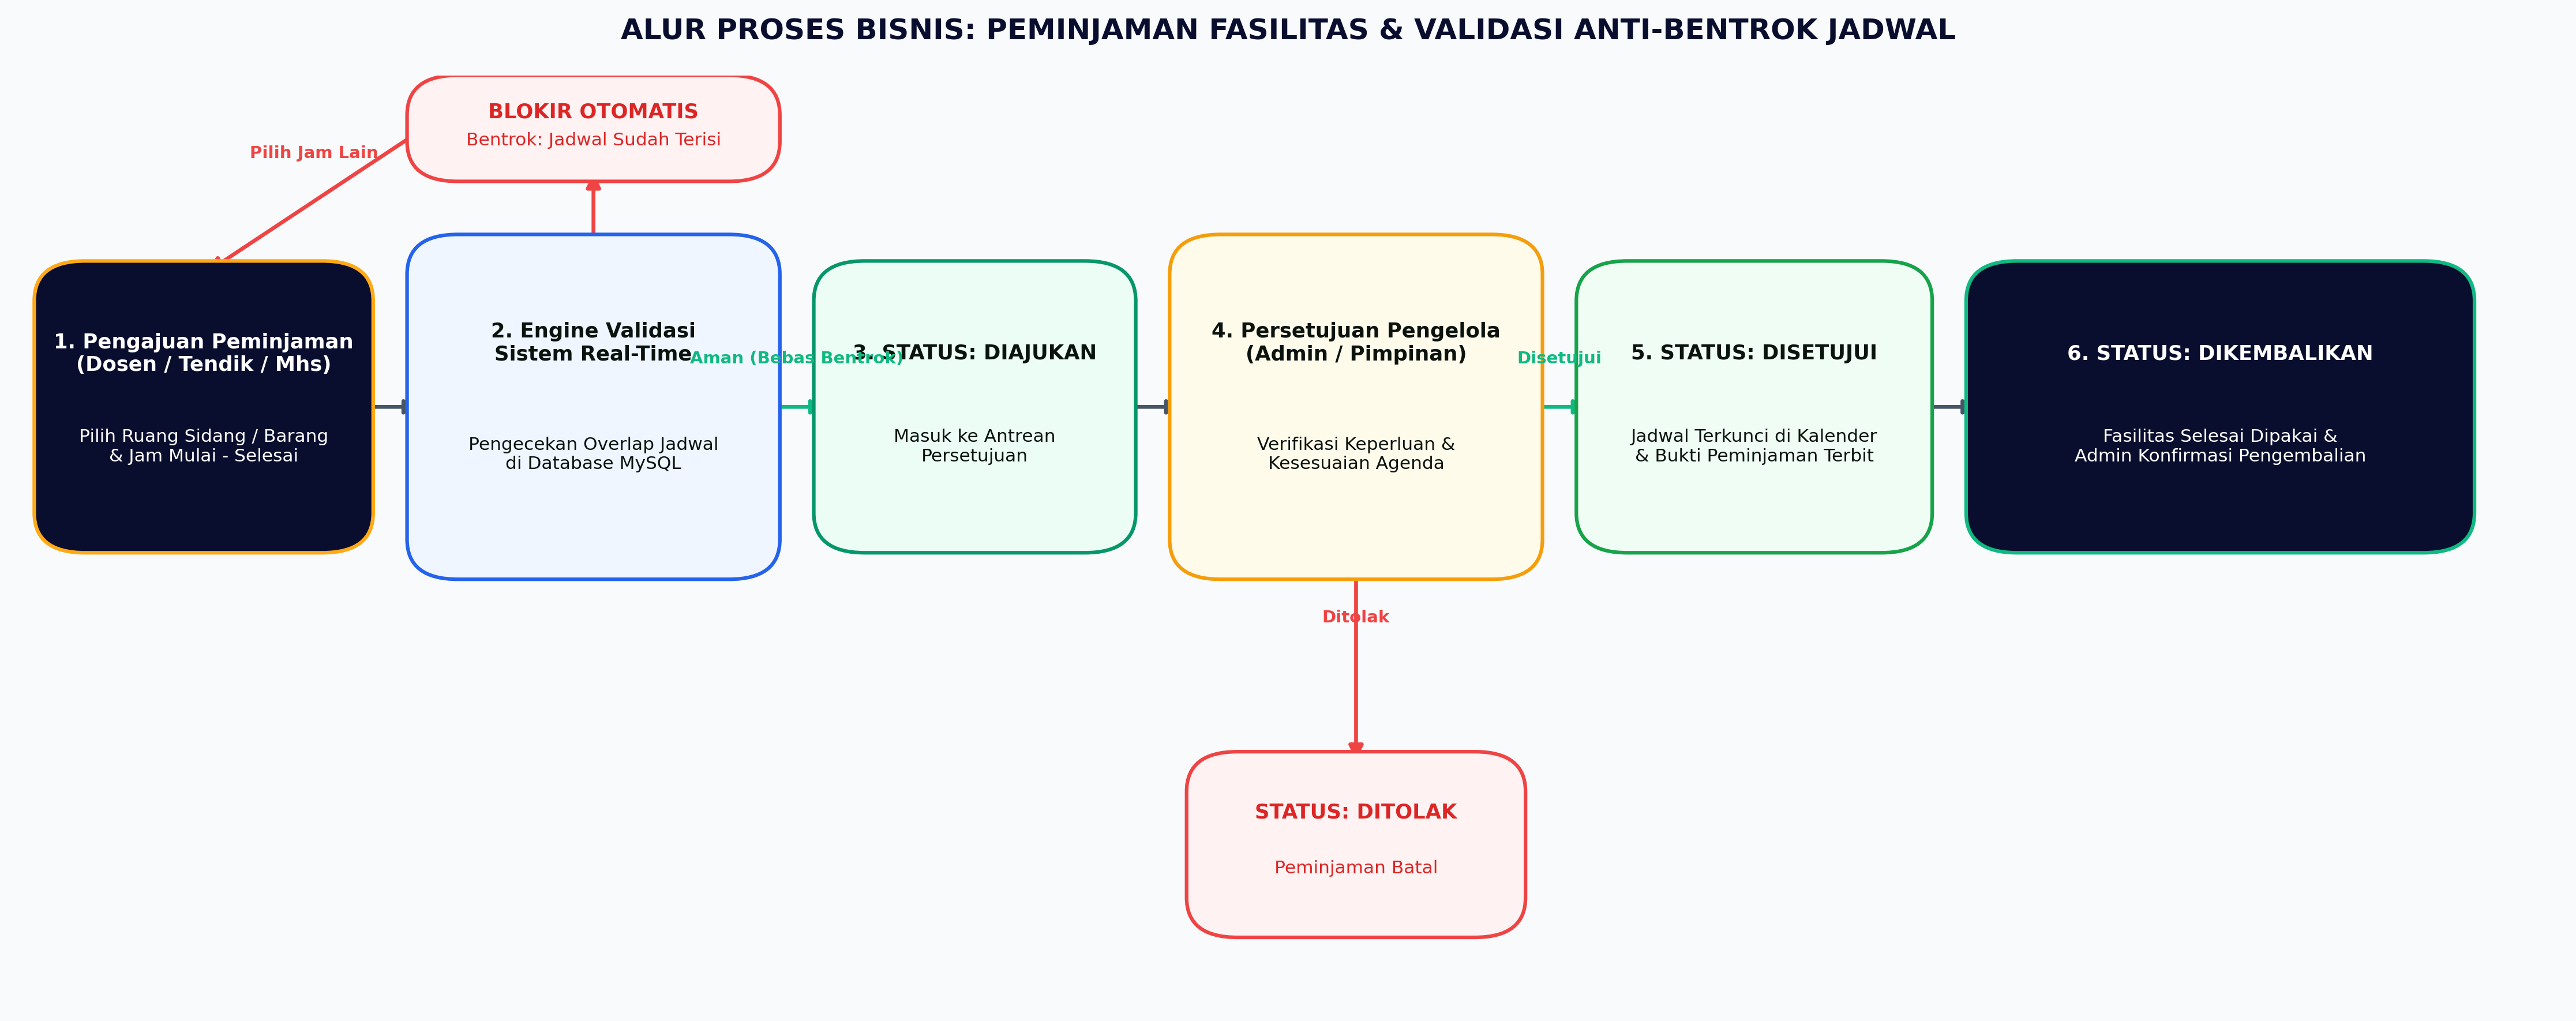 ALUR PROSES BISNIS: PEMINJAMAN FASILITAS & VALIDASI ANTI-BENTROK JADWAL
BLOKIR OTOMATIS
Bentrok: Jadwal Sudah Terisi
Pilih Jam Lain
1. Pengajuan Peminjaman
(Dosen / Tendik / Mhs)
Pilih Ruang Sidang / Barang
& Jam Mulai - Selesai
2. Engine Validasi
Sistem Real-Time
Pengecekan Overlap Jadwal
di Database MySQL
Aman (Bebas Bentrok)
3. STATUS: DIAJUKAN
Masuk ke Antrean
Persetujuan
4. Persetujuan Pengelola
(Admin / Pimpinan)
Verifikasi Keperluan &
Kesesuaian Agenda
Disetujui
5. STATUS: DISETUJUI
Jadwal Terkunci di Kalender
& Bukti Peminjaman Terbit
6. STATUS: DIKEMBALIKAN
Fasilitas Selesai Dipakai &
Admin Konfirmasi Pengembalian
Ditolak
STATUS: DITOLAK
Peminjaman Batal